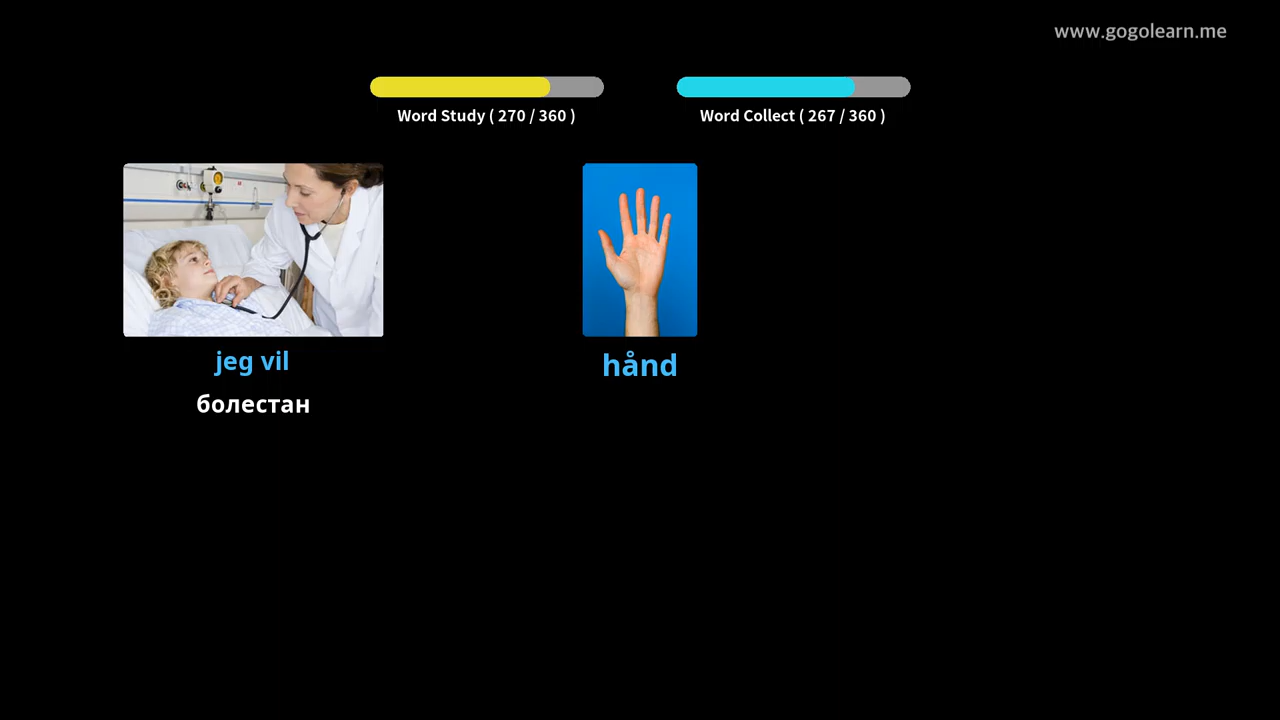 www.gogolearn.me
Word Study ( 270 / 360 )
Word Collect ( 267 / 360 )
jeg vil
болестан
hånd